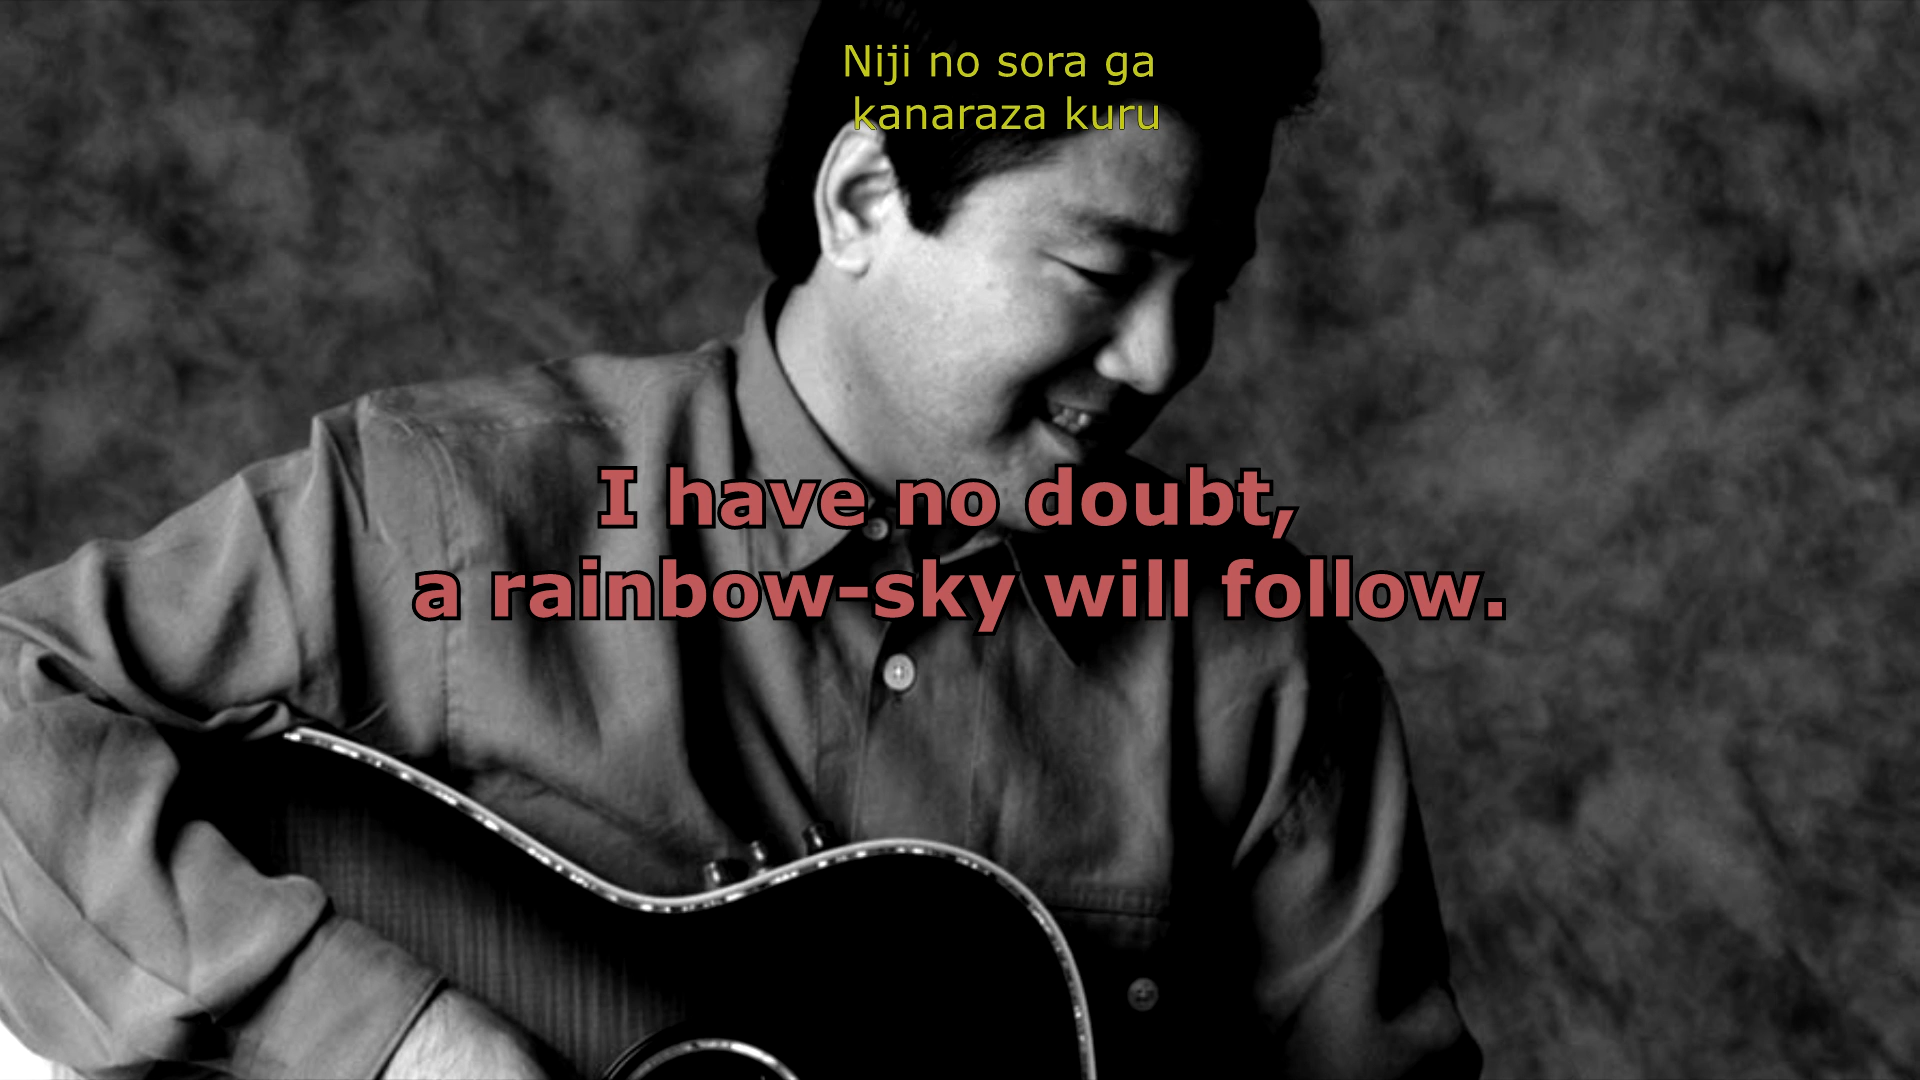 Niji no sora ga
kanaraza kuru
I have no doubt,
a rainbow-sky will follow.